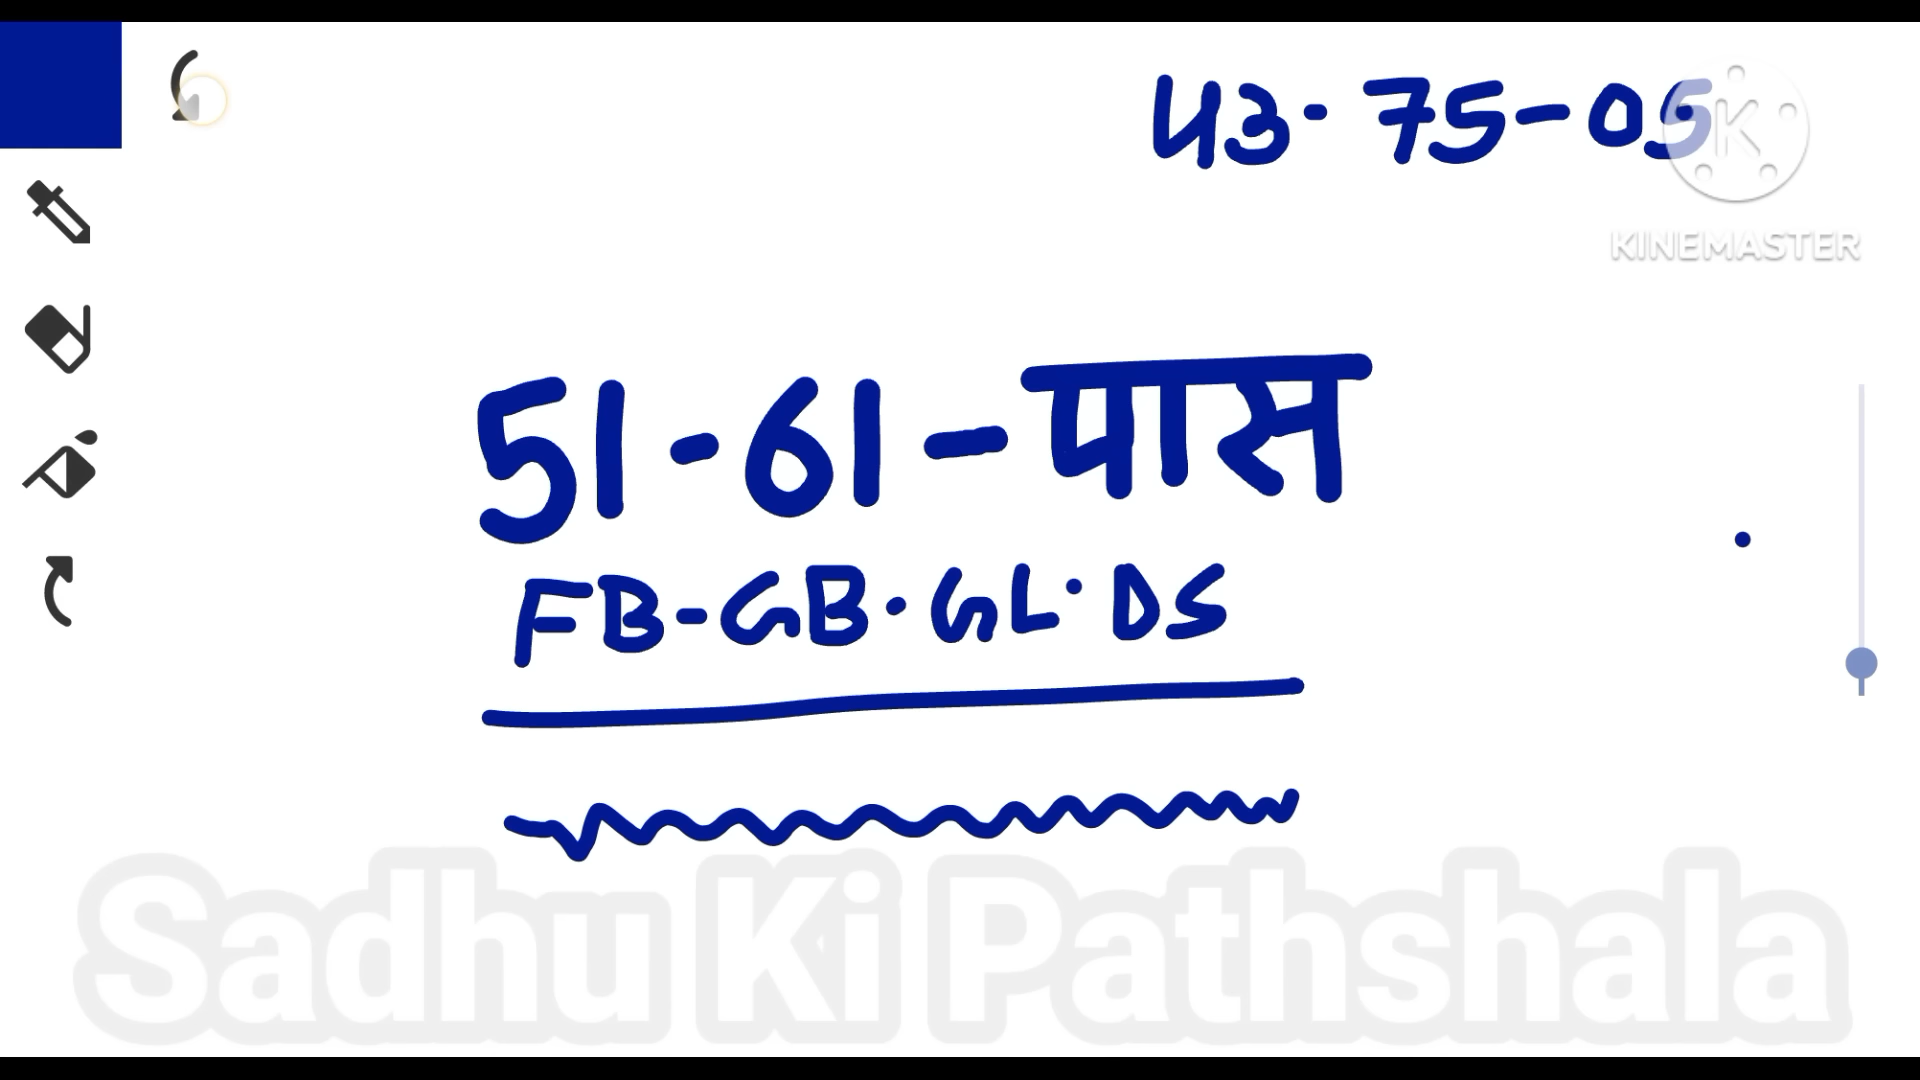 43· 75-05
KINEMASTER
51-61-पास
FB-GB·GL·DS
Sadhu Ki Pathshala